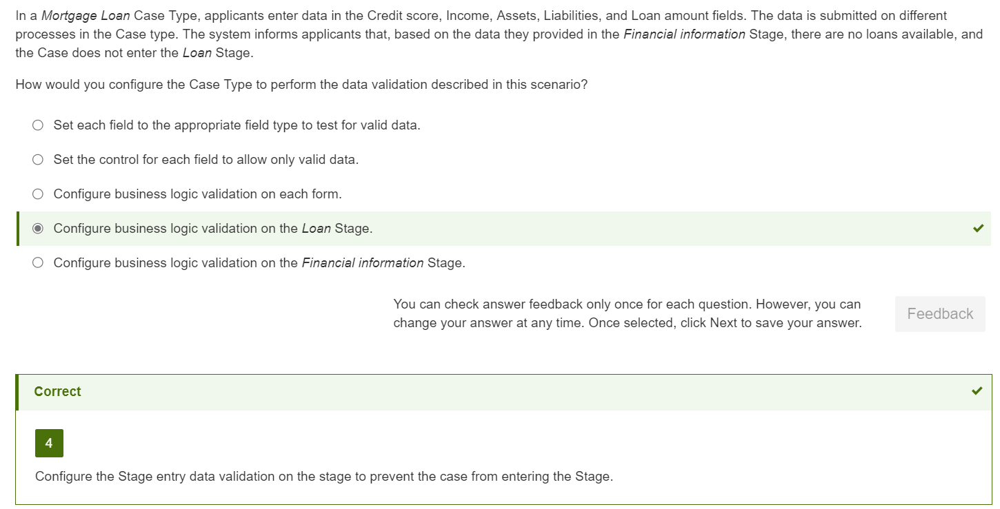 In a Mortgage Loan Case Type, applicants enter data in the Credit score, Income, Assets, Liabilities, and Loan amount fields. The data is submitted on different
processes in the Case type. The system informs applicants that, based on the data they provided in the Financial information Stage, there are no loans available, and
the Case does not enter the Loan Stage.
How would you configure the Case Type to perform the data validation described in this scenario?
Set each field to the appropriate field type to test for valid data.
Set the control for each field to allow only valid data.
Configure business logic validation on each form.
Configure business logic validation on the Loan Stage.
Configure business logic validation on the Financial information Stage.
You can check answer feedback only once for each question. However, you can
change your answer at any time. Once selected, click Next to save your answer.
Feedback
Correct
4
Configure the Stage entry data validation on the stage to prevent the case from entering the Stage.